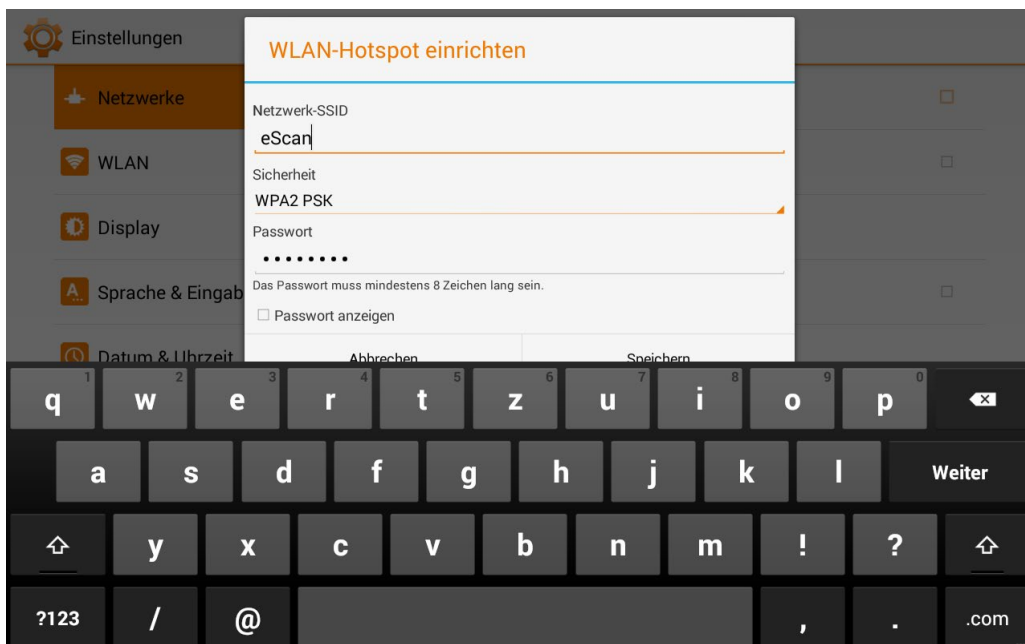 Einstellungen
WLAN-Hotspot einrichten
Netzwerke
WLAN
Display
Sprache & Eingab
Datum & Uhrzeit
Netzwerk-SSID
eScan
Sicherheit
WPA2 PSK
Passwort
••••••••
Das Passwort muss mindestens 8 Zeichen lang sein.
Passwort anzeigen
Abbrechen Speichern
1 2 3 4 5 6 7 8 9 0
q w e r t z u i o p
a s d f g h j k l Weiter
y x c v b n m ! ?
?123 / @ , . .com